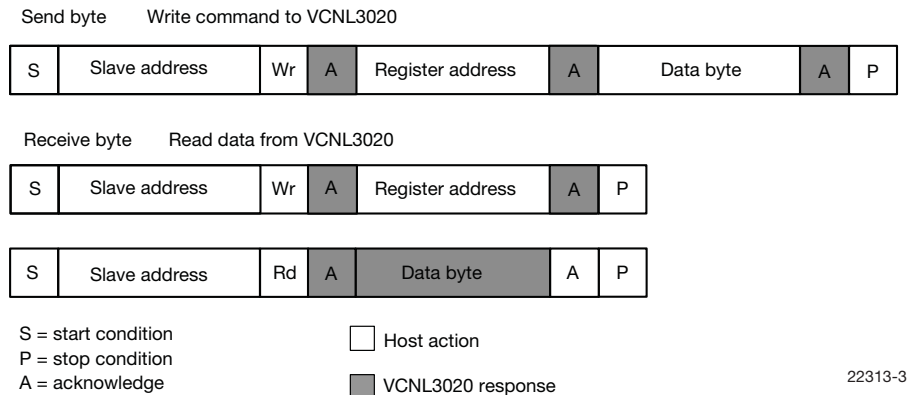 Send byte Write command to VCNL3020
S Slave address Wr A Register address A Data byte A P
Receive byte Read data from VCNL3020
S Slave address Wr A Register address A P
S Slave address Rd A Data byte A P
S = start condition
P = stop condition
A = acknowledge
Host action
VCNL3020 response
22313-3